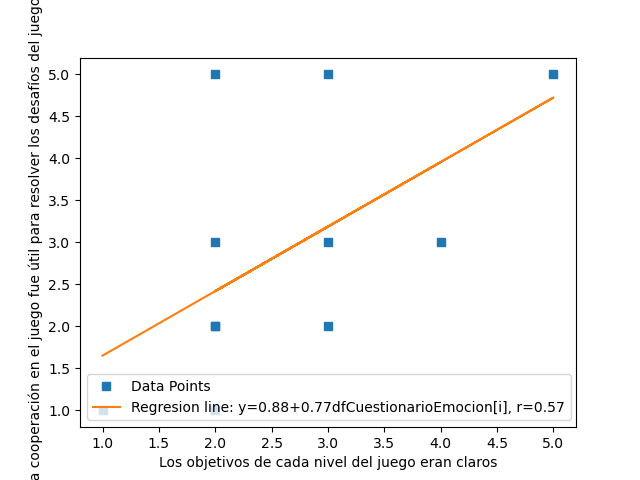 a cooperación en el juego fue útil para resolver los desafíos del juego
5.0
4.5
4.0
3.5
3.0
2.5
2.0
1.5
1.0
Data Points
Regresion line: y=0.88+0.77dfCuestionarioEmocion[i], r=0.57
1.0 1.5 2.0 2.5 3.0 3.5 4.0 4.5 5.0
Los objetivos de cada nivel del juego eran claros